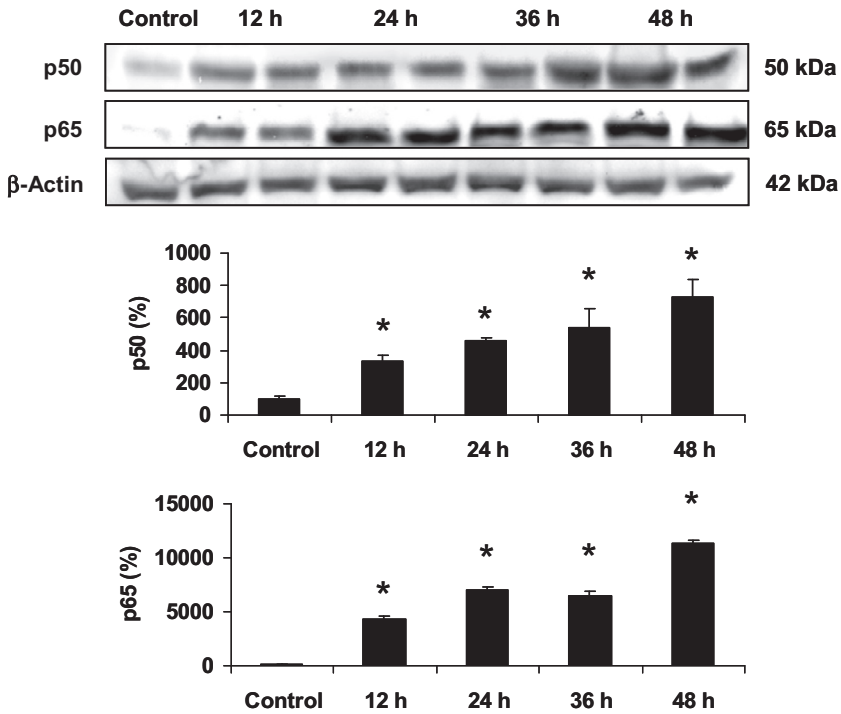 Control 12 h 24 h 36 h 48 h
p50 50 kDa
p65 65 kDa
β-Actin 42 kDa
p50 (%)
1000
800
600
400
200
0
* * * *
Control 12 h 24 h 36 h 48 h
p65 (%)
15000
10000
5000
0
* * * *
Control 12 h 24 h 36 h 48 h